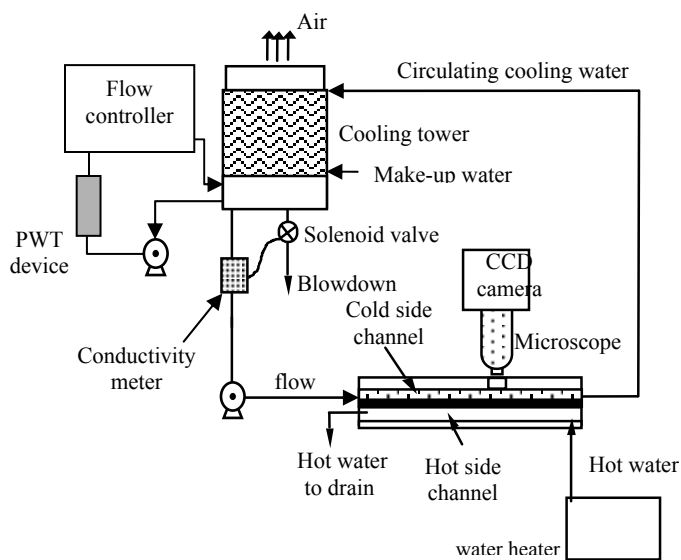 Air
Flow
controller
Circulating cooling water
Cooling tower
Make-up water
PWT
device
Solenoid valve
Blowdown
CCD
camera
Cold side
channel
Microscope
Conductivity
meter
flow
Hot water
to drain
Hot side
channel
Hot water
water heater